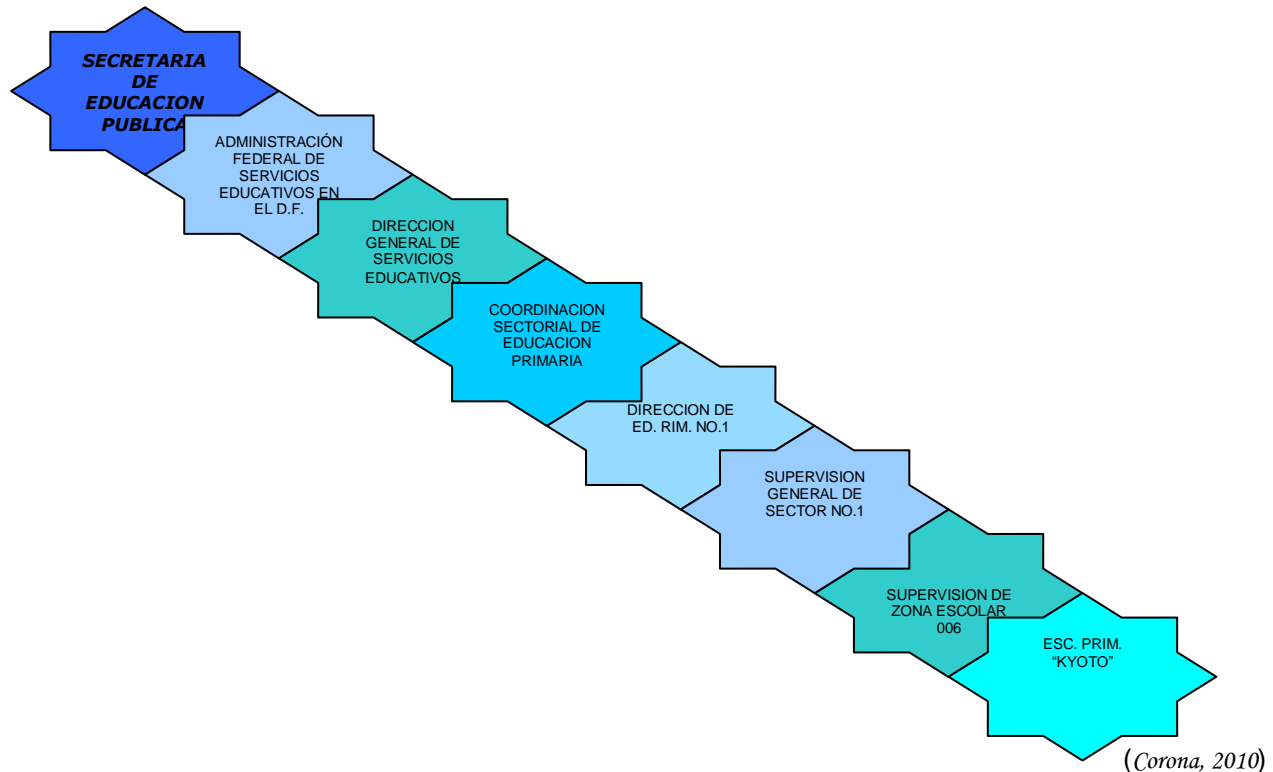 SECRETARIA
DE
EDUCACION
PUBLICA
ADMINISTRACIÓN
FEDERAL DE
SERVICIOS
EDUCATIVOS EN
EL D.F.
DIRECCION
GENERAL DE
SERVICIOS
EDUCATIVOS
COORDINACION
SECTORIAL DE
EDUCACION
PRIMARIA
DIRECCION DE
ED. RIM. NO.1
SUPERVISION
GENERAL DE
SECTOR NO.1
SUPERVISION DE
ZONA ESCOLAR
006
ESC. PRIM.
“KYOTO”
(Corona, 2010)